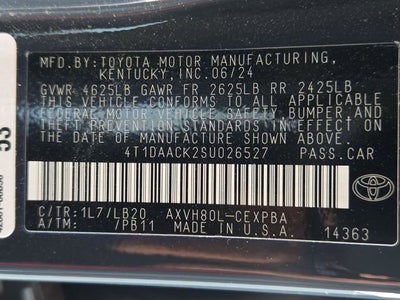 MFD.BY:TOYOTA MOTOR MANUFACTURING,
KENTUCKY,INC.06/24
GVWR 4625LB GAWR FR 2625LB RR 2425LB
THIS VEHICLE CONFORMS TO ALL APPLICABLE
FEDERAL MOTOR VEHICLE SAFETY, BUMPER,AND
THEFT PREVENTION STANDARDS IN EFFECT ON
THE DATE OF MANUFACTURE SHOWN ABOVE.
4T1DAACK2SU026527 PASS.CAR
C/TR:1L7/LB20 AXVH80L-CEXPBA
A/TM: /PB11 MADE IN U.S.A.
14363
TOYOTA
53